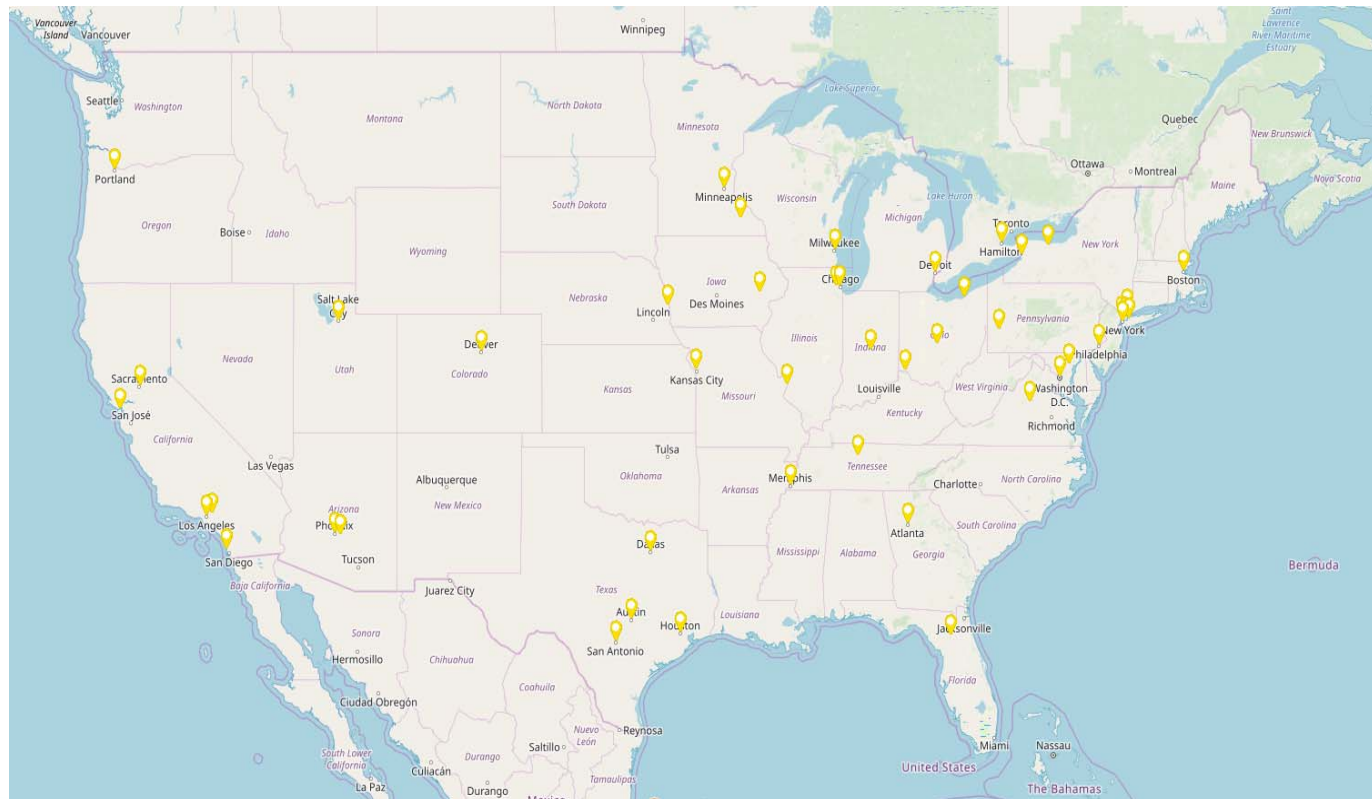 Vancouver
Island
Vancouver
Winnipeg
Saint
Lawrence
River Maritime
Estuary
Seattle
Washington
Montana
North Dakota
Minnesota
Lake Superior
Quebec
New Brunswick
Ottawa
Montreal
Nova Scotia
Portland
Minneapolis
Wisconsin
Michigan
Lake Huron
Maine
South Dakota
Oregon
Boise
Idaho
Wyoming
Milwaukee
Toronto
Hamilton
New York
Detroit
Boston
Chicago
Iowa
Des Moines
Nebraska
Lincoln
Salt Lake
City
Illinois
Indiana
Pennsylvania
New York
Philadelphia
Nevada
Utah
Denver
Colorado
Sacramento
San José
California
Kansas
Kansas City
Missouri
Louisville
Kentucky
West Virginia
Washington
D.C.
Richmond
Las Vegas
Tulsa
Oklahoma
Albuquerque
New Mexico
Arkansas
Memphis
Tennessee
Charlotte
North Carolina
South Carolina
Los Angeles
Arizona
Phoenix
Tucson
San Diego
Baja California
Dallas
Mississippi
Alabama
Atlanta
Georgia
Bermuda
Juarez City
Texas
Austin
Houston
San Antonio
Louisiana
Jacksonville
Sonora
Hermosillo
Chihuahua
Coahuila
Florida
Ciudad Obregón
Nuevo
León
Reynosa
Saltillo
Miami
Nassau
South Lower
California
Culiacán
Durango
Durango
Tamaulipas
La Paz
United States
The Bahamas
Mexico